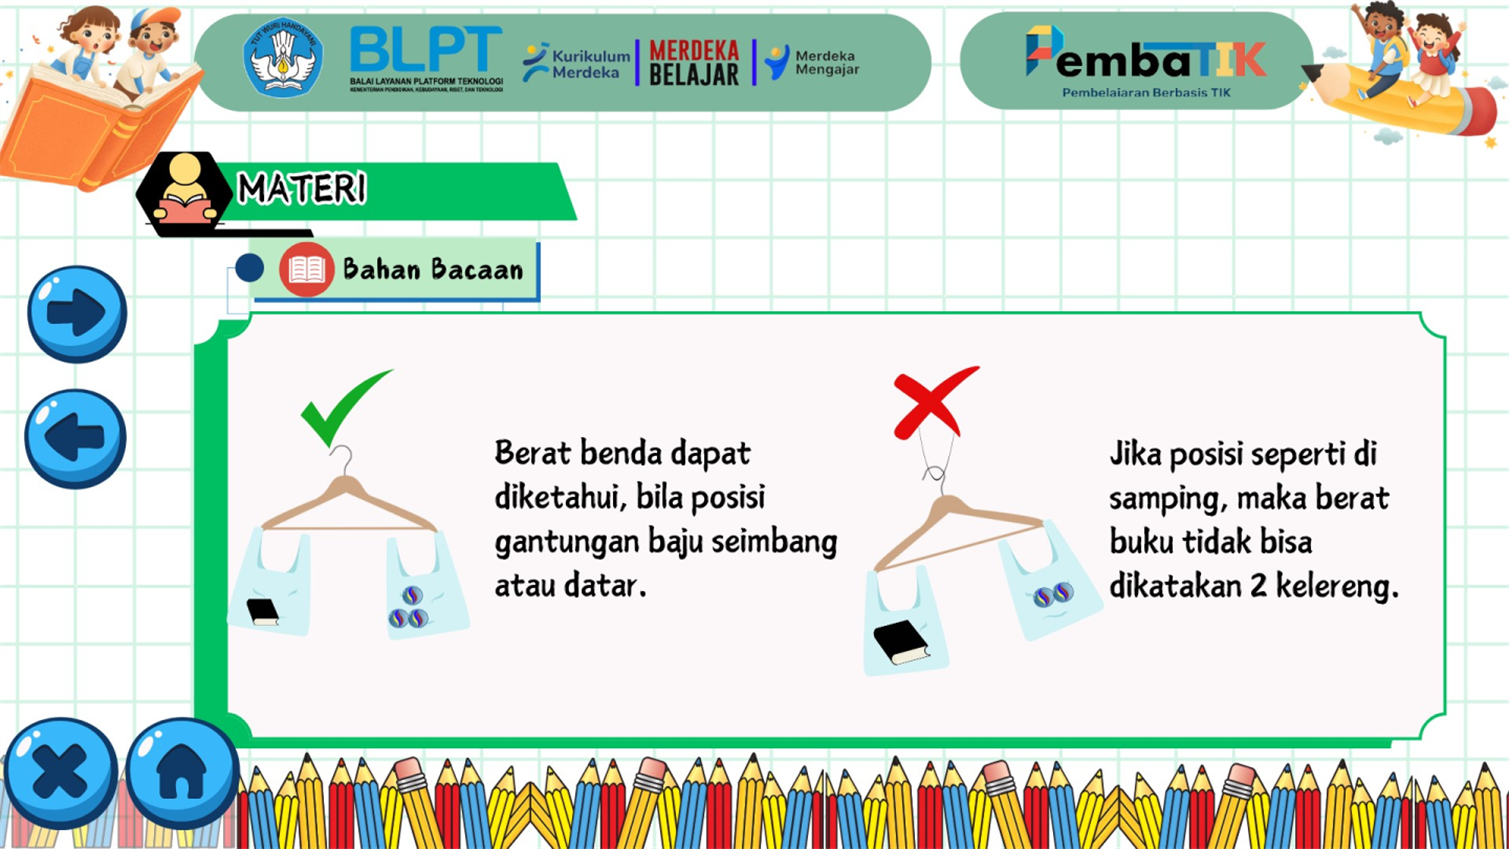 TUT WURI HANDAYANI
BLPT
BALAI LAYANAN PLATFORM TEKNOLOGI
KEMENTERIAN PENDIDIKAN, KEBUDAYAAN, RISET, DAN TEKNOLOGI
Kurikulum
Merdeka
MERDEKA
BELAJAR
Merdeka
Mengajar
PembaTIK
Pembelajaran Berbasis TIK
MATERI
Bahan Bacaan
Berat benda dapat
diketahui, bila posisi
gantungan baju seimbang
atau datar.
Jika posisi seperti di
samping, maka berat
buku tidak bisa
dikatakan 2 kelereng.